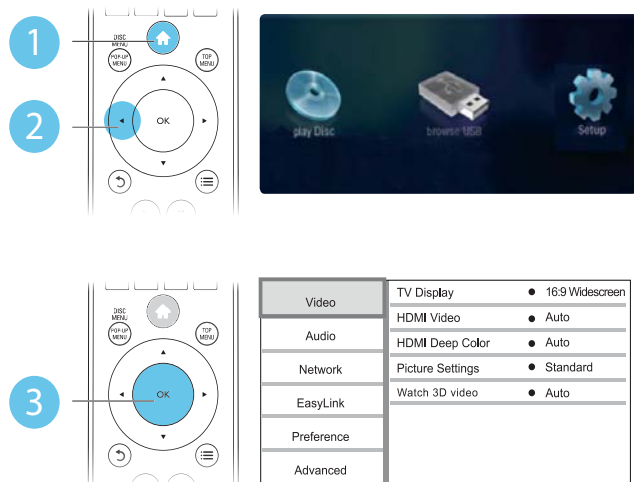 1
DISC
MENU
POP-UP
MENU
TOP
MENU
2
OK
play Disc
browse USB
Setup
DISC
MENU
POP-UP
MENU
TOP
MENU
3
OK
Video
Audio
Network
EasyLink
Preference
Advanced
TV Display ● 16:9 Widescreen
HDMI Video ● Auto
HDMI Deep Color ● Auto
Picture Settings ● Standard
Watch 3D video ● Auto